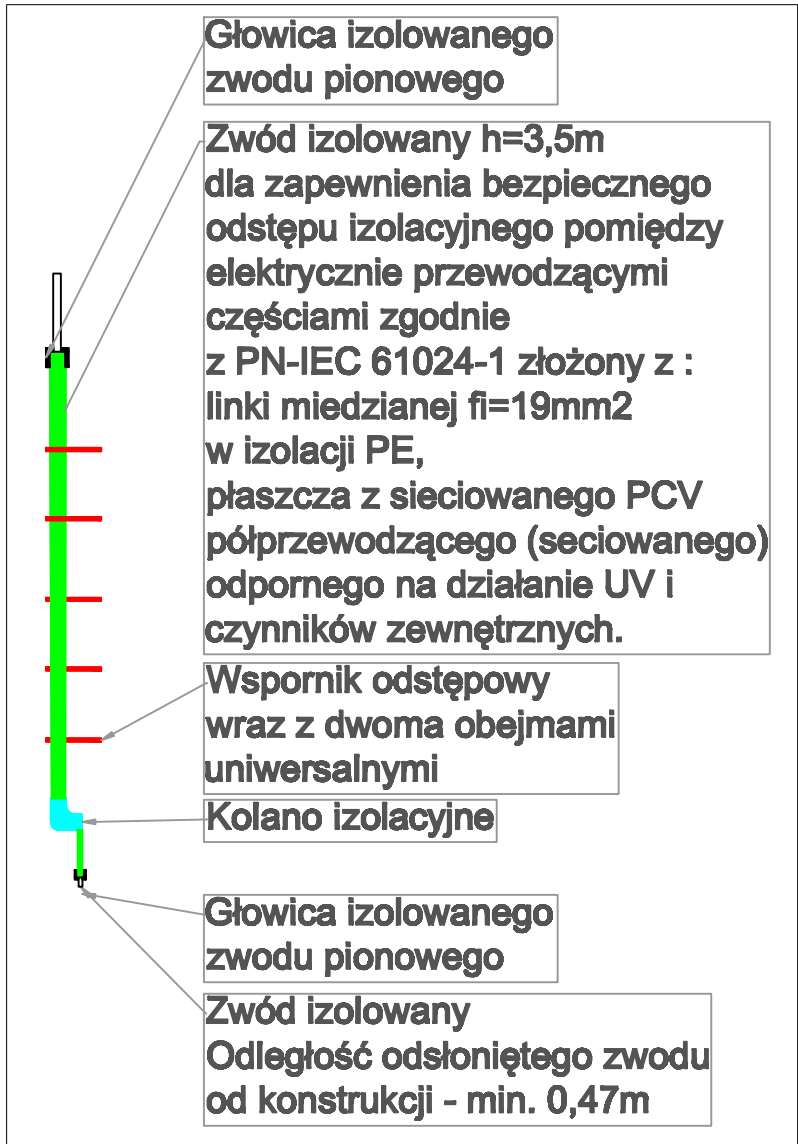 Głowica izolowanego
zwodu pionowego
Zwód izolowany h=3,5m
dla zapewnienia bezpiecznego
odstępu izolacyjnego pomiędzy
elektrycznie przewodzącymi
częściami zgodnie
z PN-IEC 61024-1 złożony z :
linki miedzianej fi=19mm2
w izolacji PE,
płaszcza z sieciowanego PCV
półprzewodzącego (seciowanego)
odpornego na działanie UV i
czynników zewnętrznych.
Wspornik odstępowy
wraz z dwoma obejmami
uniwersalnymi
Kolano izolacyjne
Głowica izolowanego
zwodu pionowego
Zwód izolowany
Odległość odsłoniętego zwodu
od konstrukcji - min. 0,47m